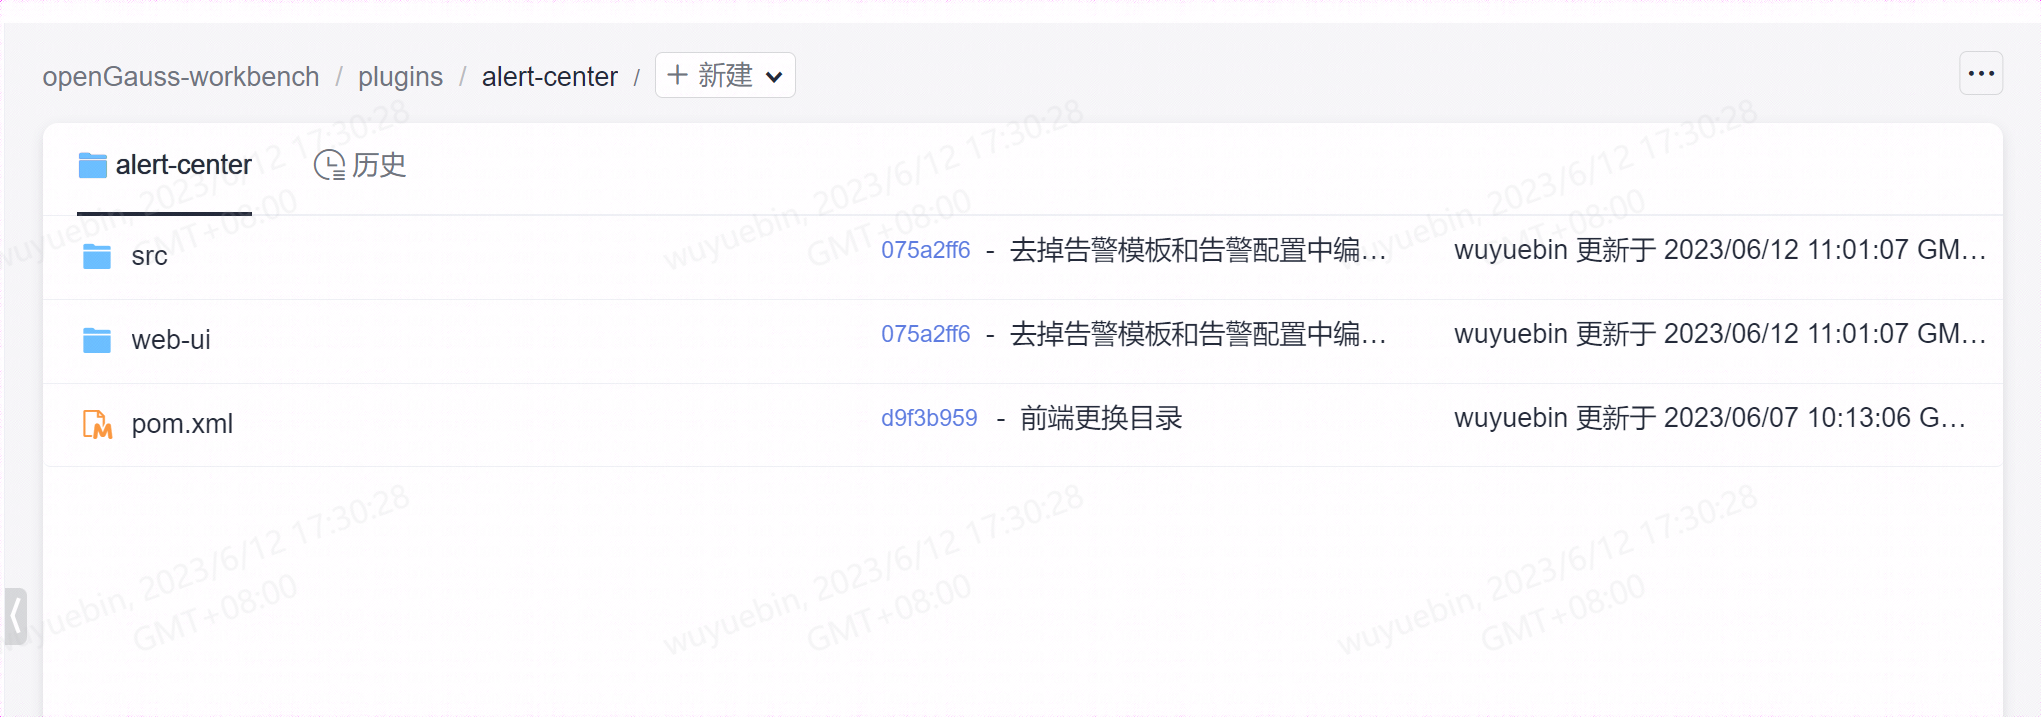 openGauss-workbench / plugins / alert-center / + 新建
alert-center 历史
src 075a2ff6 - 去掉告警模板和告警配置中编... wuyuebin 更新于 2023/06/12 11:01:07 GM...
web-ui 075a2ff6 - 去掉告警模板和告警配置中编... wuyuebin 更新于 2023/06/12 11:01:07 GM...
pom.xml d9f3b959 - 前端更换目录 wuyuebin 更新于 2023/06/07 10:13:06 G...
wuyuebin, 2023/6/12 17:30:28
GMT+08:00
wuyuebin, 2023/6/12 17:30:28
GMT+08:00
wuyuebin, 2023/6/12 17:30:28
GMT+08:00
wuyuebin, 2023/6/12 17:30:28
GMT+08:00
wuyuebin, 2023/6/12 17:30:28
GMT+08:00
wuyuebin, 2023/6/12 17:30:28
GMT+08:00